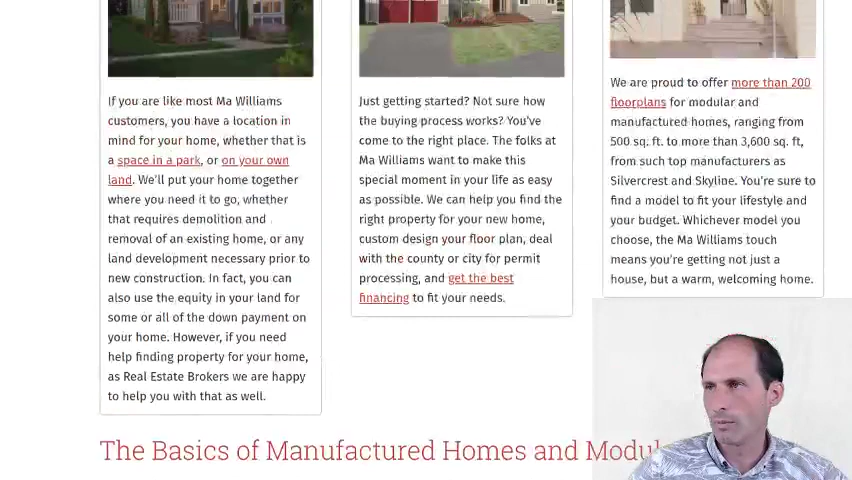 If you are like most Ma Williams
customers, you have a location in
mind for your home, whether that is
a space in a park, or on your own
land. We'll put your home together
where you need it to go, whether
that requires demolition and
removal of an existing home, or any
land development necessary prior to
new construction. In fact, you can
also use the equity in your land for
some or all of the down payment on
your home. However, if you need
help finding property for your home,
as Real Estate Brokers we are happy
to help you with that as well.
Just getting started? Not sure how
the buying process works? You've
come to the right place. The folks at
Ma Williams want to make this
special moment in your life as easy
as possible. We can help you find the
right property for your new home,
custom design your floor plan, deal
with the county or city for permit
processing, and get the best
financing to fit your needs.
We are proud to offer more than 200
floorplans for modular and
manufactured homes, ranging from
500 sq. ft. to more than 3,600 sq. ft,
from such top manufacturers as
Silvercrest and Skyline. You're sure to
find a model to fit your lifestyle and
your budget. Whichever model you
choose, the Ma Williams touch
means you're getting not just a
house, but a warm, welcoming home.
The Basics of Manufactured Homes and